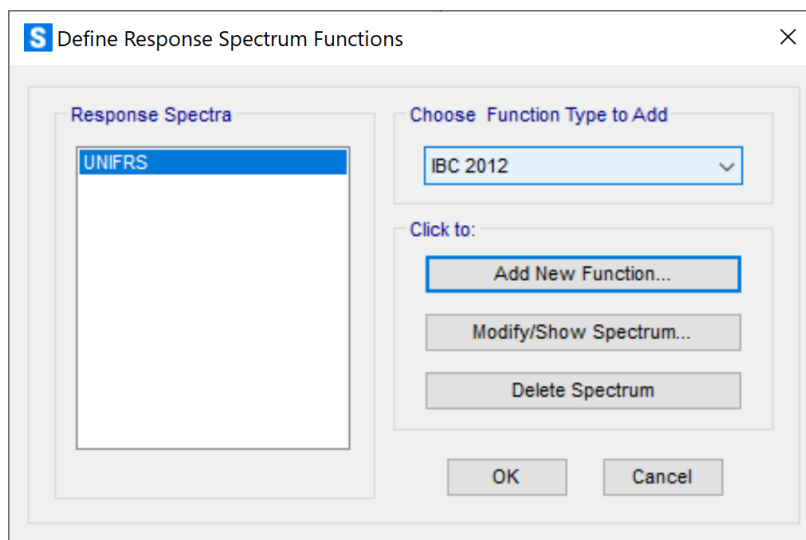 S Define Response Spectrum Functions
Response Spectra
UNIFRS
Choose Function Type to Add
IBC 2012
Click to:
Add New Function...
Modify/Show Spectrum...
Delete Spectrum
OK
Cancel